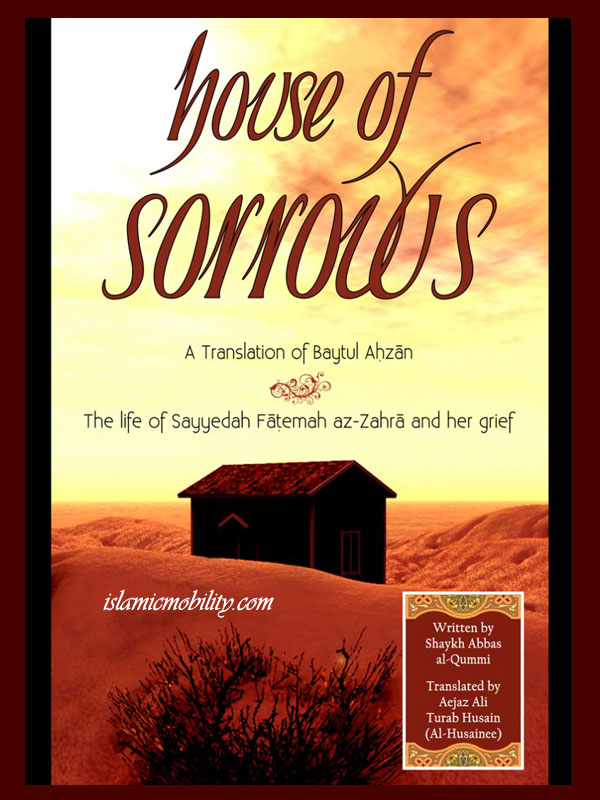 house of
sorrows
A Translation of Baytul Aḥzān
The life of Sayyedah Fāṭemah az-Zahrā and her grief
islamicmobility.com
Written by
Shaykh Abbas
al-Qummi
Translated by
Aejaz Ali
Turab Husain
(Al-Husainee)